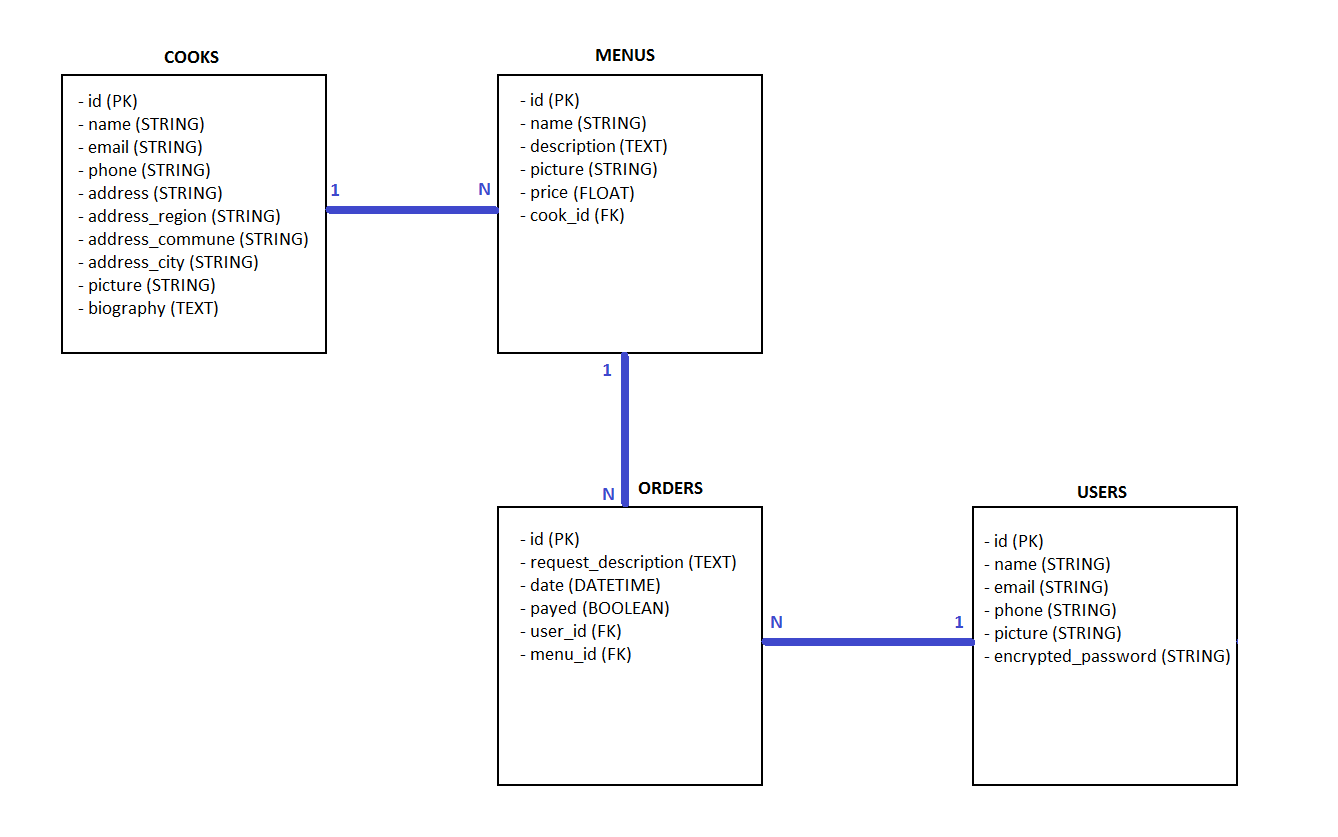 COOKS
- id (PK)
- name (STRING)
- email (STRING)
- phone (STRING)
- address (STRING)
- address_region (STRING)
- address_commune (STRING)
- address_city (STRING)
- picture (STRING)
- biography (TEXT)
1
N
MENUS
- id (PK)
- name (STRING)
- description (TEXT)
- picture (STRING)
- price (FLOAT)
- cook_id (FK)
1
N
ORDERS
- id (PK)
- request_description (TEXT)
- date (DATETIME)
- payed (BOOLEAN)
- user_id (FK)
- menu_id (FK)
N
1
USERS
- id (PK)
- name (STRING)
- email (STRING)
- phone (STRING)
- picture (STRING)
- encrypted_password (STRING)